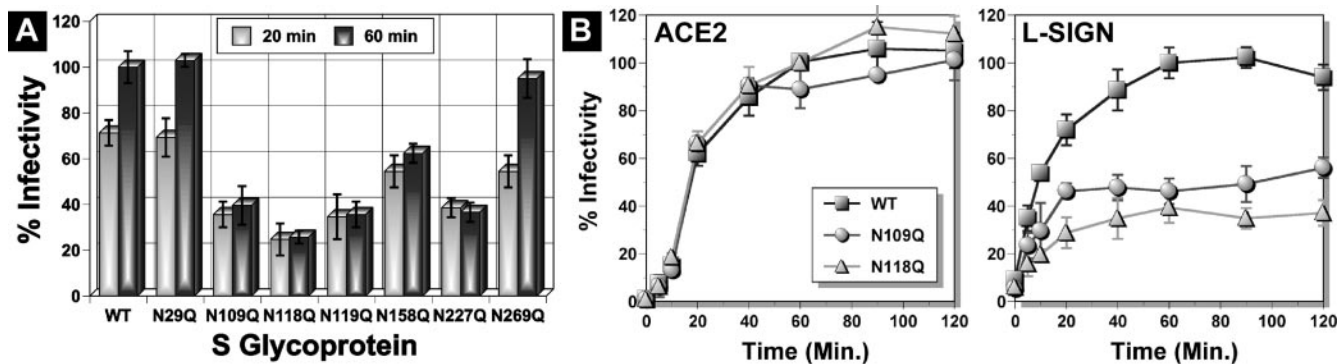 A
20 min 60 min
% Infectivity
120
100
80
60
40
20
0
WT N29Q N109Q N118Q N119Q N158Q N227Q N269Q
S Glycoprotein
B
ACE2
% Infectivity
120
100
80
60
40
20
0
WT
N109Q
N118Q
0 20 40 60 80 100 120
Time (Min.)
L-SIGN
120
100
80
60
40
20
0
0 20 40 60 80 100 120
Time (Min.)